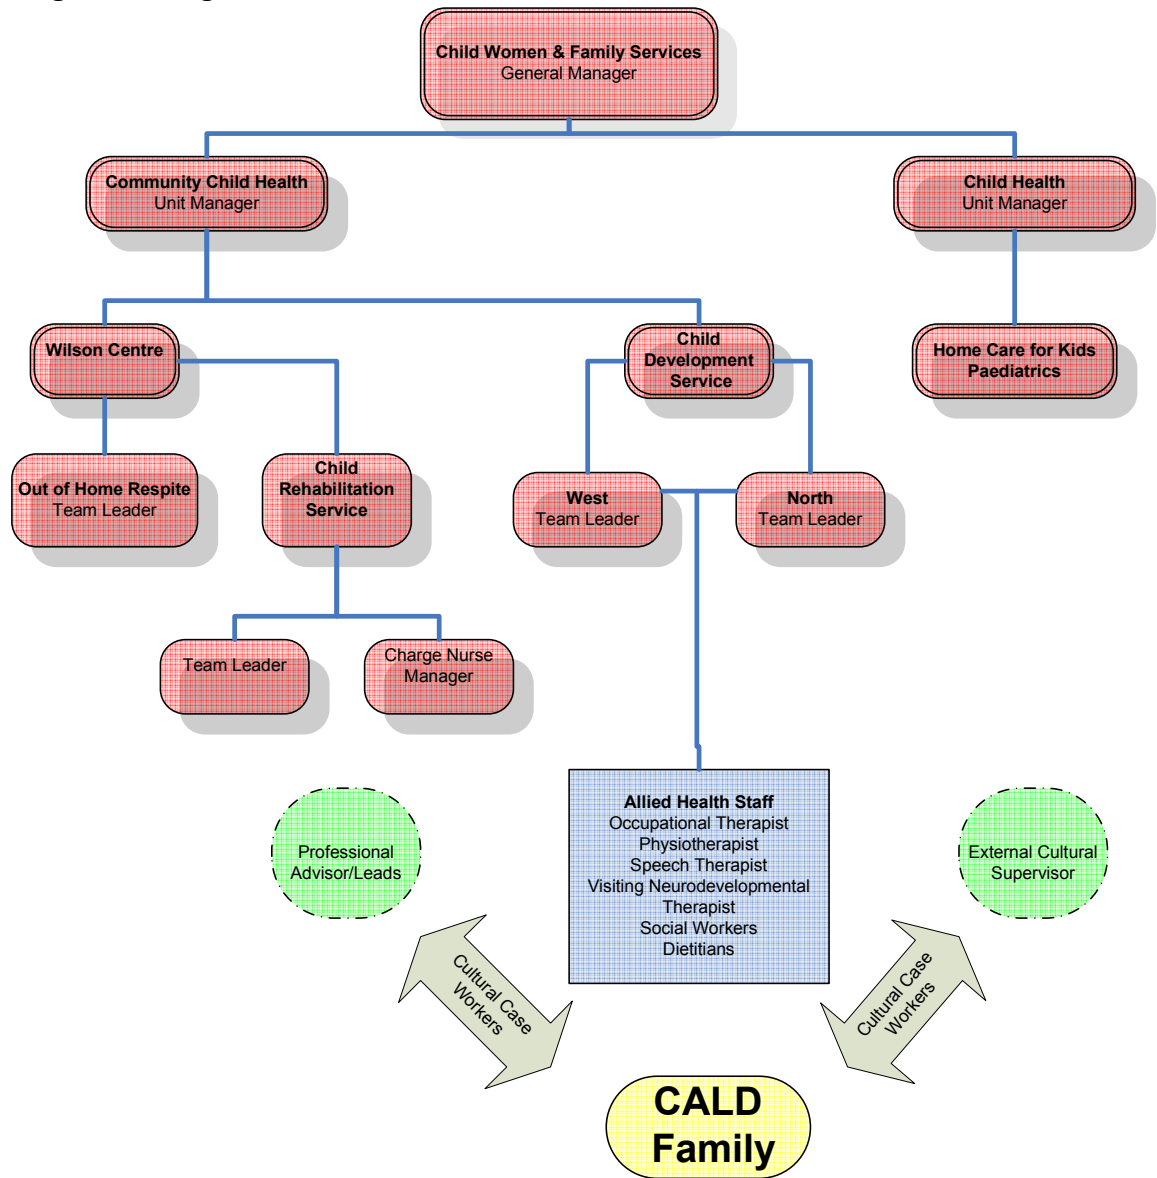 Child Women & Family Services
General Manager
Community Child Health
Unit Manager
Child Health
Unit Manager
Wilson Centre
Child
Development
Service
Home Care for Kids
Paediatrics
Out of Home Respite
Team Leader
Child
Rehabilitation
Service
West
Team Leader
North
Team Leader
Team Leader
Charge Nurse
Manager
Allied Health Staff
Occupational Therapist
Physiotherapist
Speech Therapist
Visiting Neurodevelopmental
Therapist
Social Workers
Dietitians
Professional
Advisor/Leads
External Cultural
Supervisor
Cultural Case
Workers
Cultural Case
Workers
CALD
Family